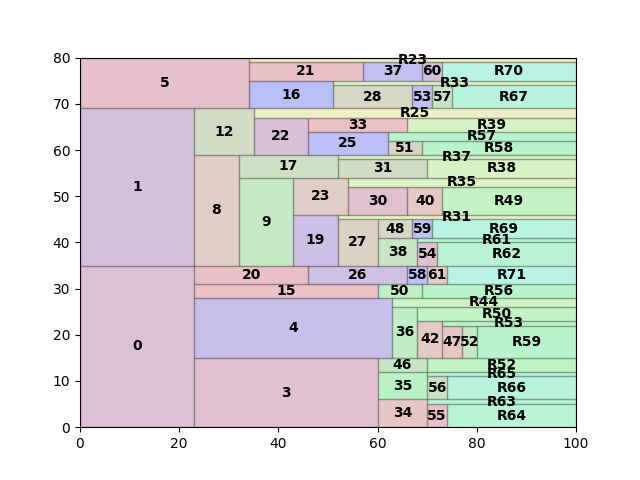 80
R23
5 21 37 60 R70
R33
70
16 28 53 57 R67
R25
12 22 33 R39
R57
60
25 51 R58
R37
17 31 R38
R35
50
1 8 9 23 30 40 R49
R31
48 59 R69
R61
40
19 27 38 54 R62
20 26 58 61 R71
30
15 50 R56
R44
R50
R53
20
0 4 36 42 47 52 R59
46 R52
R65
10
3 35 56 R66
R63
34 55 R64
0
0 20 40 60 80 100